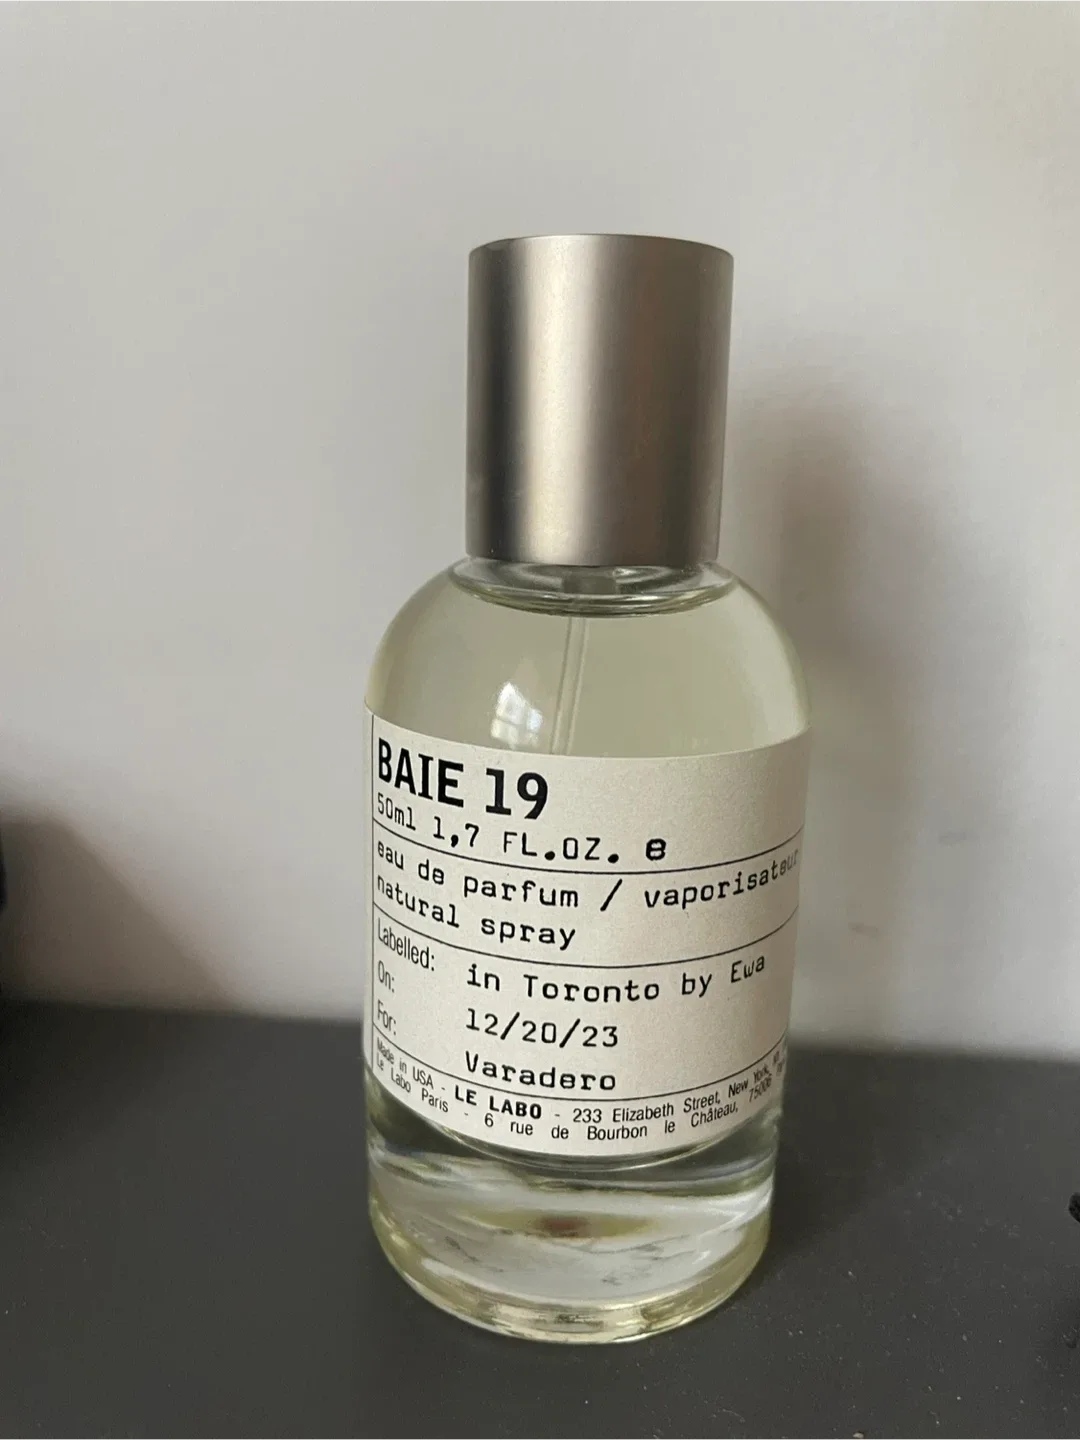 BAIE 19
50ml 1,7 FL.OZ. e
eau de parfum / vaporisateur
natural spray
Labelled: in Toronto by Ewa
On: 12/20/23
For: Varadero
Made in USA - LE LABO - 233 Elizabeth Street, New York,
Le Labo Paris - 6 rue de Bourbon le Château, 75006